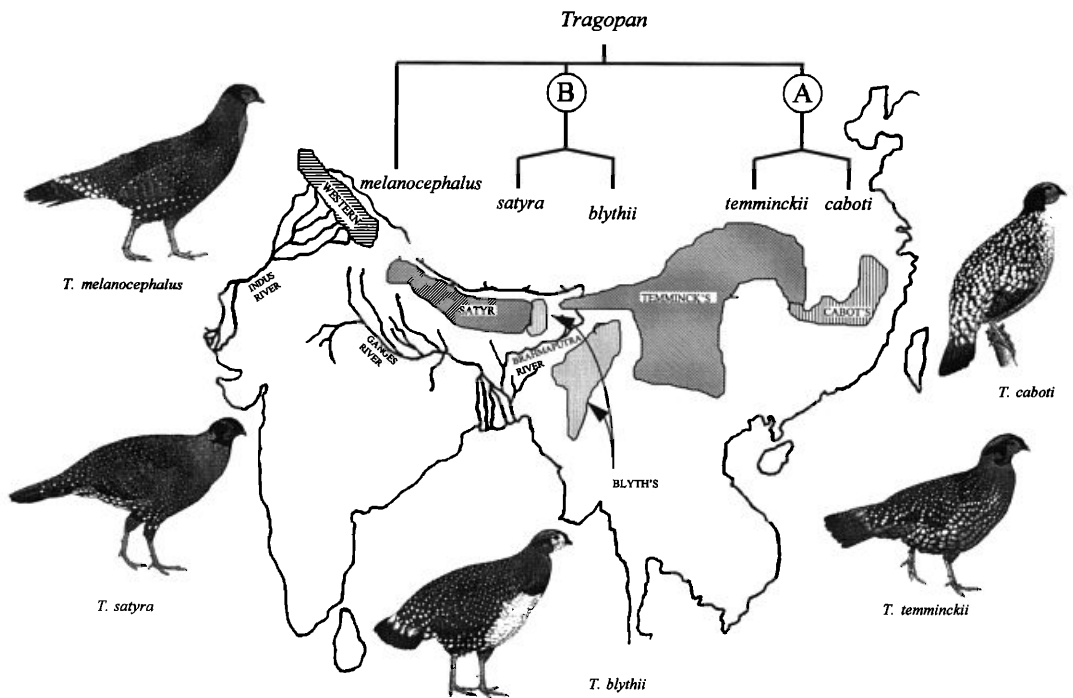 Tragopan
B
A
melanocephalus
satyra
blythii
temminckii
caboti
WESTERN
T. melanocephalus
INDUS
RIVER
SATYR
TEMMINCK'S
CABOT'S
GANGES
RIVER
BRAHMAPUTRA
RIVER
T. caboti
BLYTH'S
T. satyra
T. temminckii
T. blythii